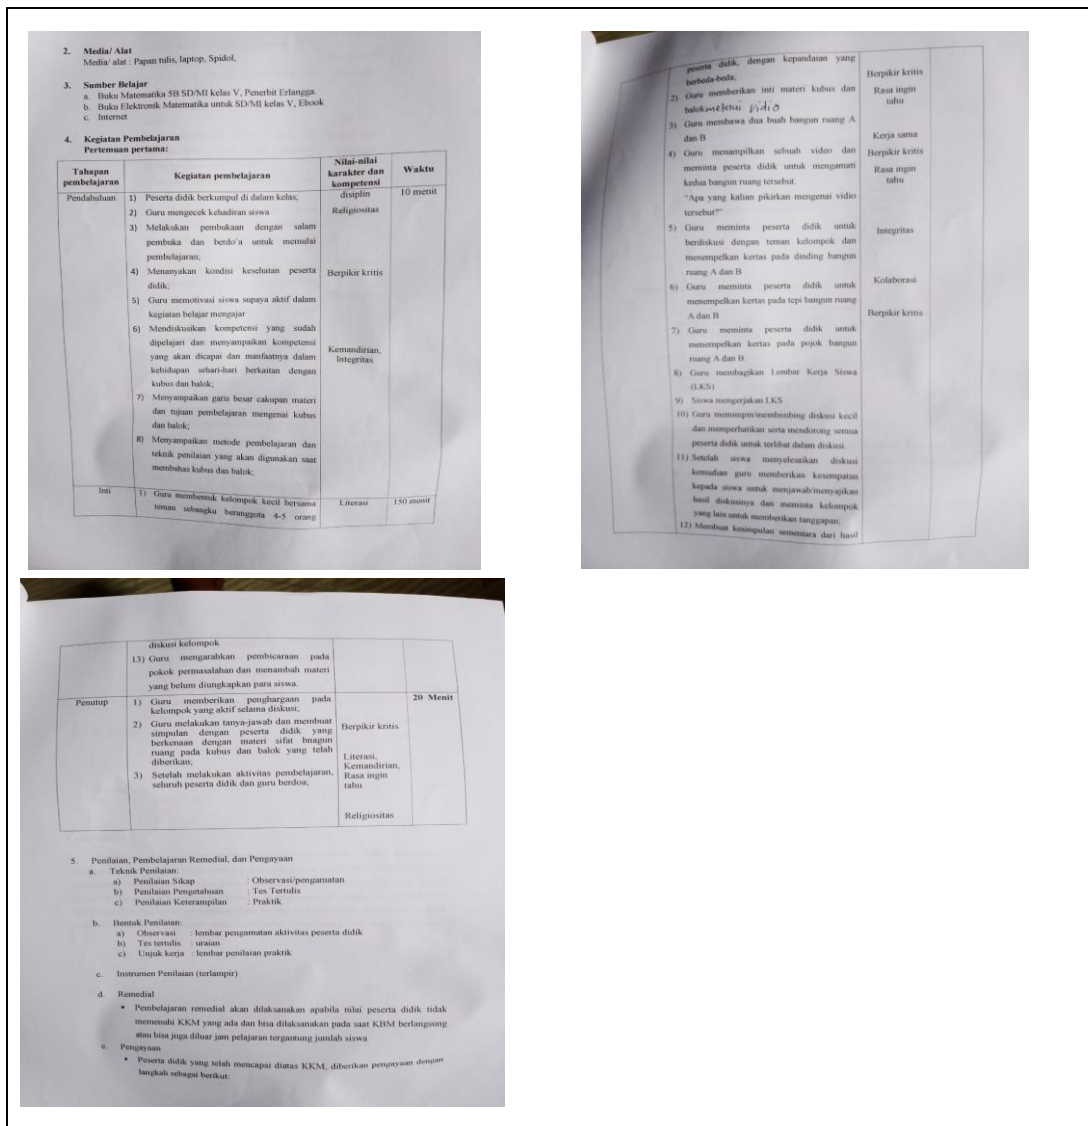 2. Media/ Alat
Media/ alat : Papan tulis, laptop, Spidol,
3. Sumber Belajar
a. Buku Matematika 5B SD/MI kelas V, Penerbit Erlangga.
b. Buku Elektronik Matematika untuk SD/MI kelas V, Ebook
c. Internet
4. Kegiatan Pembelajaran
Pertemuan pertama:
Tahapan pembelajaran
Kegiatan pembelajaran
Nilai-nilai karakter dan kompetensi
Waktu
Pendahuluan
1) Peserta didik berkumpul di dalam kelas;
disiplin
10 menit
2) Guru mengecek kehadiran siswa
Religiositas
3) Melakukan pembukaan dengan salam
pembuka dan berdo'a untuk memulai
pembelajaran;
4) Menanyakan kondisi kesehatan peserta
Berpikir kritis
didik;
5) Guru memotivasi siswa supaya aktif dalam
kegiatan belajar mengajar
6) Mendiskusikan kompetensi yang sudah
dipelajari dan menyampaikan kompetensi
yang akan dicapai dan manfaatnya dalam
Kemandirian,
Integritas
kehidupan sehari-hari berkaitan dengan
kubus dan balok;
7) Menyampaikan garis besar cakupan materi
dan tujuan pembelajaran mengenai kubus
dan balok;
8) Menyampaikan metode pembelajaran dan
teknik penilaian yang akan digunakan saat
membahas kubus dan balok;
Inti
1) Guru membentuk kelompok kecil bersama
Literasi
150 menit
teman sebangku beranggota 4-5 orang
peserta didik, dengan kepandaian yang
berbeda-beda;
Berpikir kritis
2) Guru memberikan inti materi kubus dan
Rasa ingin
tahu
balok melalui vidio
3) Guru membawa dua buah bangun ruang A
dan B
Kerja sama
4) Guru menampilkan sebuah video dan
Berpikir kritis
meminta peserta didik untuk mengamati
Rasa ingin
tahu
kedua bangun ruang tersebut.
"Apa yang kalian pikirkan mengenai vidio
tersebut?"
5) Guru meminta peserta didik untuk
Integritas
berdiskusi dengan teman kelompok dan
menempelkan kertas pada dinding bangun
ruang A dan B
6) Guru meminta peserta didik untuk
Kolaborasi
menempelkan kertas pada tepi bangun ruang
A dan B
Berpikir kritis
7) Guru meminta peserta didik untuk
menempelkan kertas pada pojok bangun
ruang A dan B.
8) Guru membagikan Lembar Kerja Siswa
(LKS)
9) Siswa mengerjakan LKS
10) Guru memimpin/membimbing diskusi kecil
dan memperhatikan serta mendorong semua
peserta didik untuk terlibat dalam diskusi.
11) Setelah siswa menyelesaikan diskusi
kemudian guru memberikan kesempatan
kepada siswa untuk menjawab/menyajikan
hasil diskusinya dan meminta kelompok
yang lain untuk memberikan tanggapan;
12) Membuat kesimpulan sementara dari hasil
diskusi kelompok
13) Guru mengarahkan pembicaraan pada
pokok permasalahan dan menambah materi
yang belum diungkapkan para siswa.
Penutup
1) Guru memberikan penghargaan pada
20 Menit
kelompok yang aktif selama diskusi;
2) Guru melakukan tanya-jawab dan membuat
Berpikir kritis
simpulan dengan peserta didik yang
berkenaan dengan materi sifat bnagun
ruang pada kubus dan balok yang telah
diberikan;
Literasi,
Kemandirian,
Rasa ingin
tahu
3) Setelah melakukan aktivitas pembelajaran,
seluruh peserta didik dan guru berdoa;
Religiositas
5. Penilaian, Pembelajaran Remedial, dan Pengayaan
a. Teknik Penilaian:
a) Penilaian Sikap : Observasi/pengamatan
b) Penilaian Pengetahuan : Tes Tertulis
c) Penilaian Keterampilan : Praktik
b. Bentuk Penilaian:
a) Observasi : lembar pengamatan aktivitas peserta didik
b) Tes tertulis : uraian
c) Unjuk kerja : lembar penilaian praktik
c. Instrumen Penilaian (terlampir)
d. Remedial
• Pembelajaran remedial akan dilaksanakan apabila nilai peserta didik tidak
memenuhi KKM yang ada dan bisa dilaksanakan pada saat KBM berlangsung
atau bisa juga diluar jam pelajaran tergantung jumlah siswa
e. Pengayaan
• Peserta didik yang telah mencapai diatas KKM, diberikan pengayaan dengan
langkah sebagai berikut: